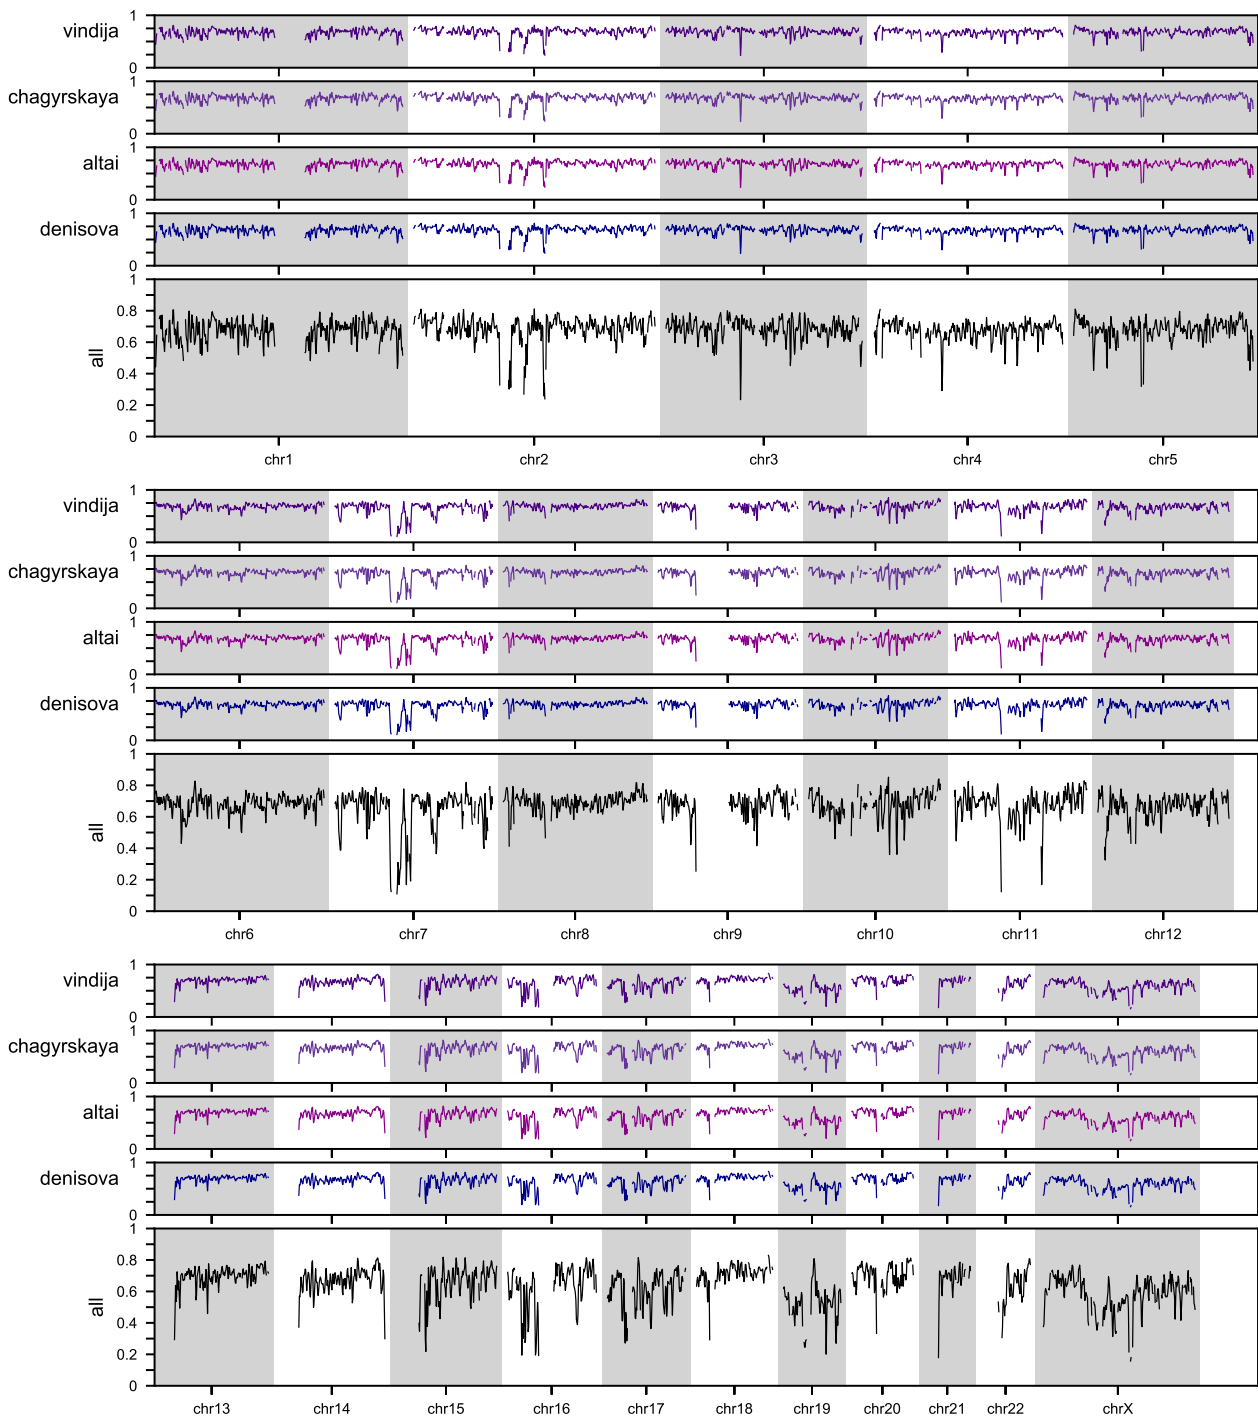 vindija
1
0
chagyrskaya
1
0
altai
1
0
denisova
1
0
all
1
0.8
0.6
0.4
0.2
0
chr1 chr2 chr3 chr4 chr5
vindija
1
0
chagyrskaya
1
0
altai
1
0
denisova
1
0
all
1
0.8
0.6
0.4
0.2
0
chr6 chr7 chr8 chr9 chr10 chr11 chr12
vindija
1
0
chagyrskaya
1
0
altai
1
0
denisova
1
0
all
1
0.8
0.6
0.4
0.2
0
chr13 chr14 chr15 chr16 chr17 chr18 chr19 chr20 chr21 chr22 chrX